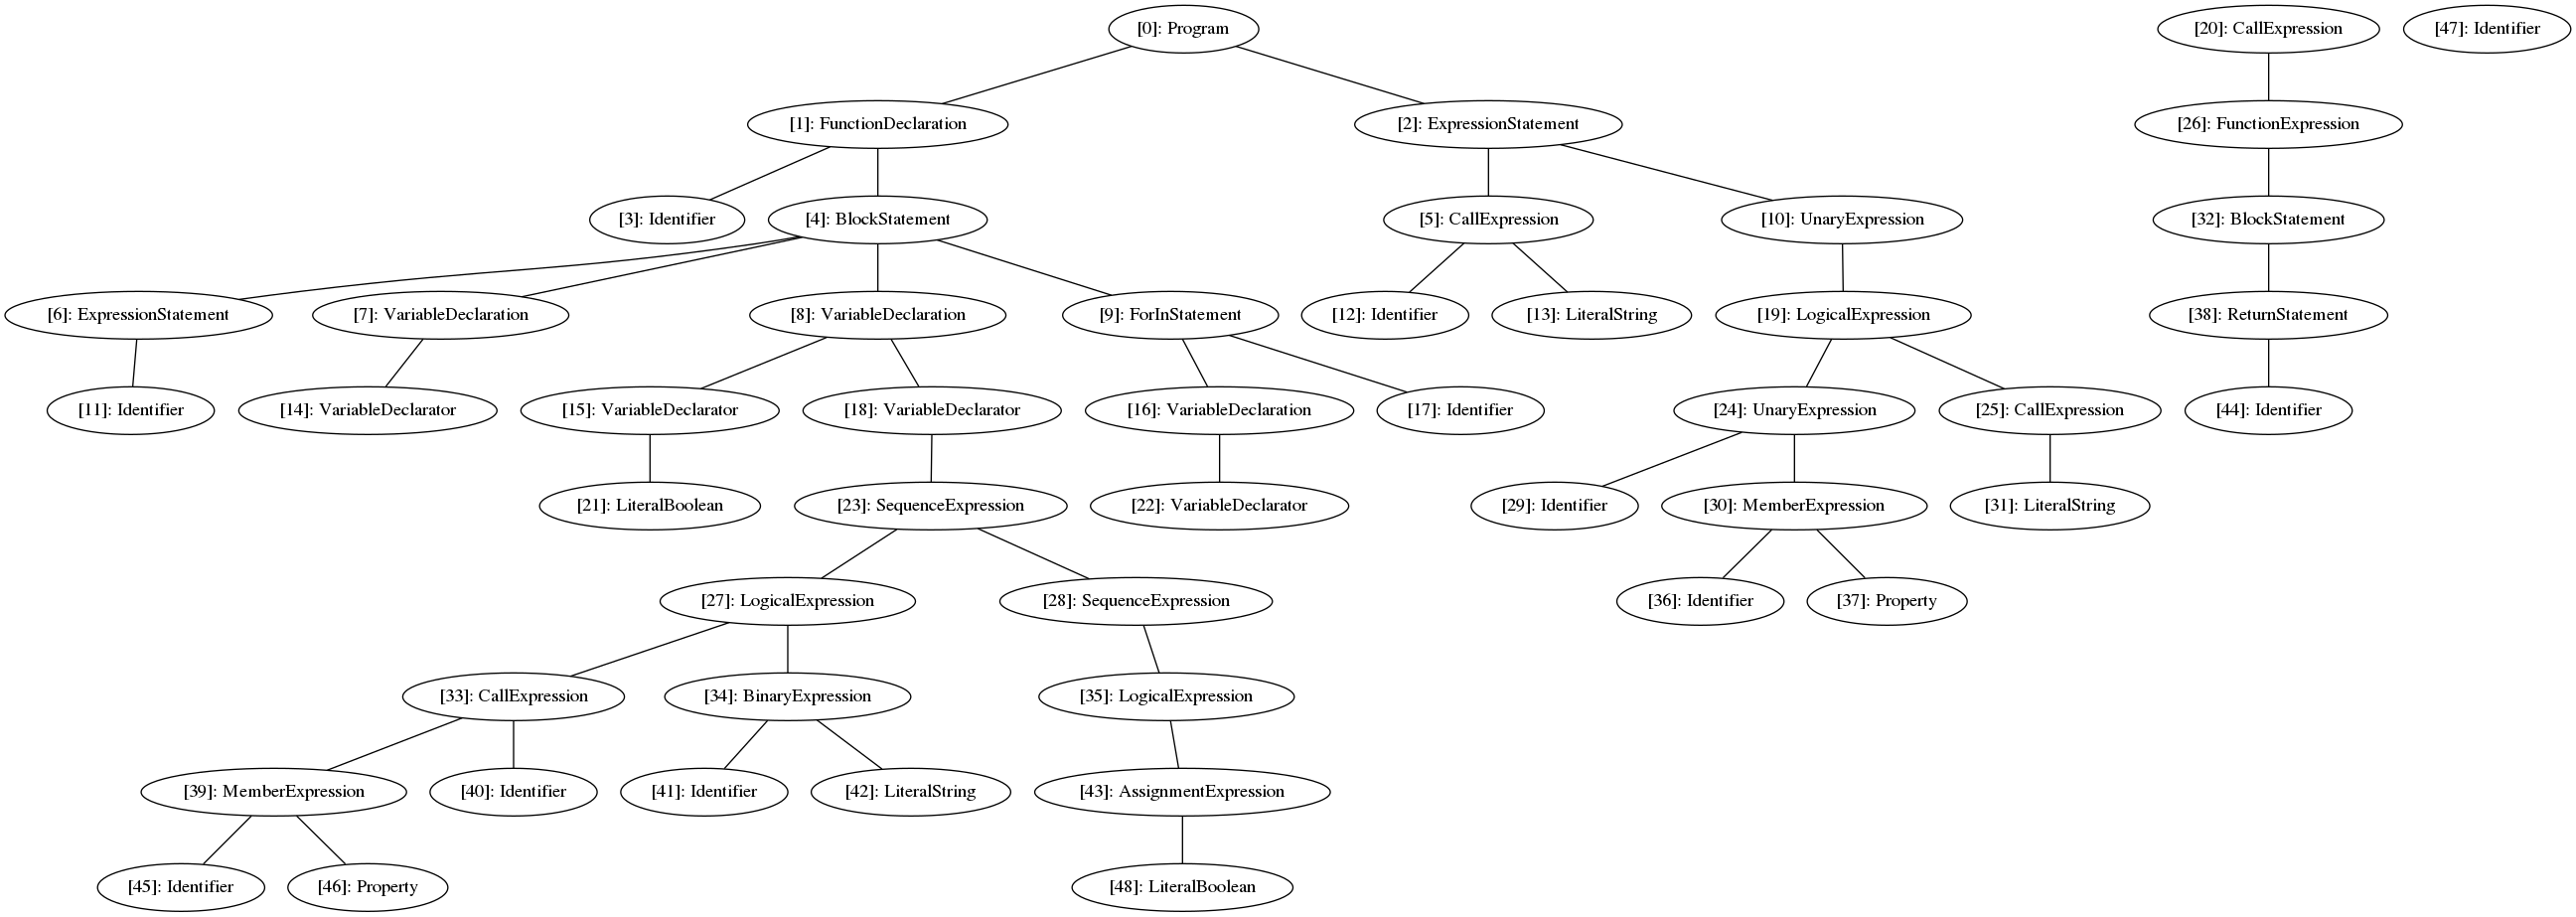 [0]: Program
[20]: CallExpression
[47]: Identifier
[1]: FunctionDeclaration
[2]: ExpressionStatement
[26]: FunctionExpression
[3]: Identifier
[4]: BlockStatement
[5]: CallExpression
[10]: UnaryExpression
[32]: BlockStatement
[6]: ExpressionStatement
[7]: VariableDeclaration
[8]: VariableDeclaration
[9]: ForInStatement
[12]: Identifier
[13]: LiteralString
[19]: LogicalExpression
[38]: ReturnStatement
[11]: Identifier
[14]: VariableDeclarator
[15]: VariableDeclarator
[18]: VariableDeclarator
[16]: VariableDeclaration
[17]: Identifier
[24]: UnaryExpression
[25]: CallExpression
[44]: Identifier
[21]: LiteralBoolean
[23]: SequenceExpression
[22]: VariableDeclarator
[29]: Identifier
[30]: MemberExpression
[31]: LiteralString
[27]: LogicalExpression
[28]: SequenceExpression
[36]: Identifier
[37]: Property
[33]: CallExpression
[34]: BinaryExpression
[35]: LogicalExpression
[39]: MemberExpression
[40]: Identifier
[41]: Identifier
[42]: LiteralString
[43]: AssignmentExpression
[45]: Identifier
[46]: Property
[48]: LiteralBoolean